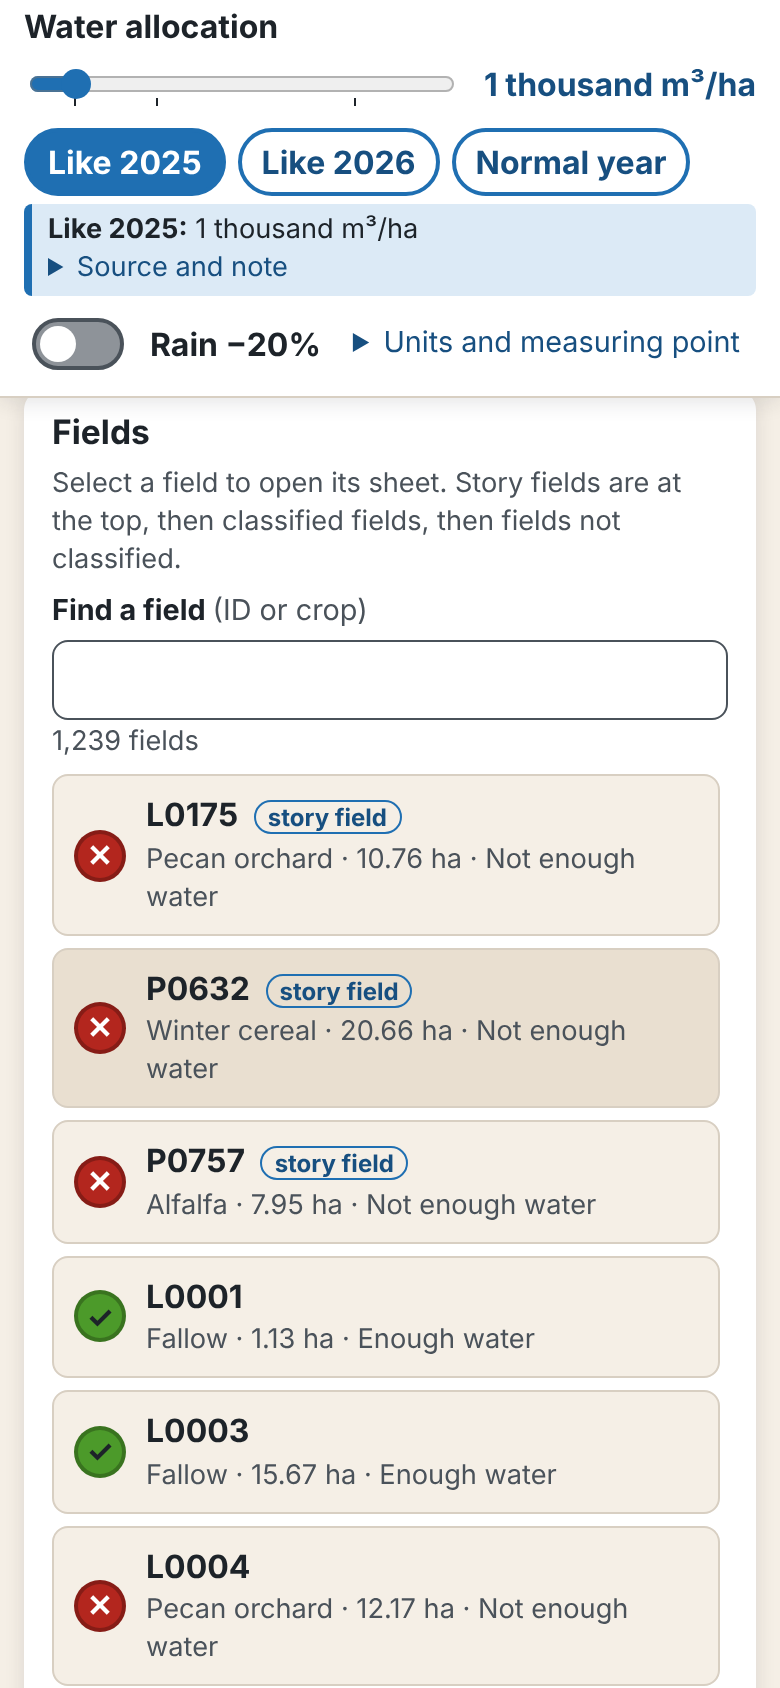 Water allocation
1 thousand m³/ha
Like 2025
Like 2026
Normal year
Like 2025: 1 thousand m³/ha
▶ Source and note
Rain −20%
▶ Units and measuring point
Fields
Select a field to open its sheet. Story fields are at
the top, then classified fields, then fields not
classified.
Find a field (ID or crop)
1,239 fields
L0175 story field
Pecan orchard · 10.76 ha · Not enough
water
P0632 story field
Winter cereal · 20.66 ha · Not enough
water
P0757 story field
Alfalfa · 7.95 ha · Not enough water
L0001
Fallow · 1.13 ha · Enough water
L0003
Fallow · 15.67 ha · Enough water
L0004
Pecan orchard · 12.17 ha · Not enough
water